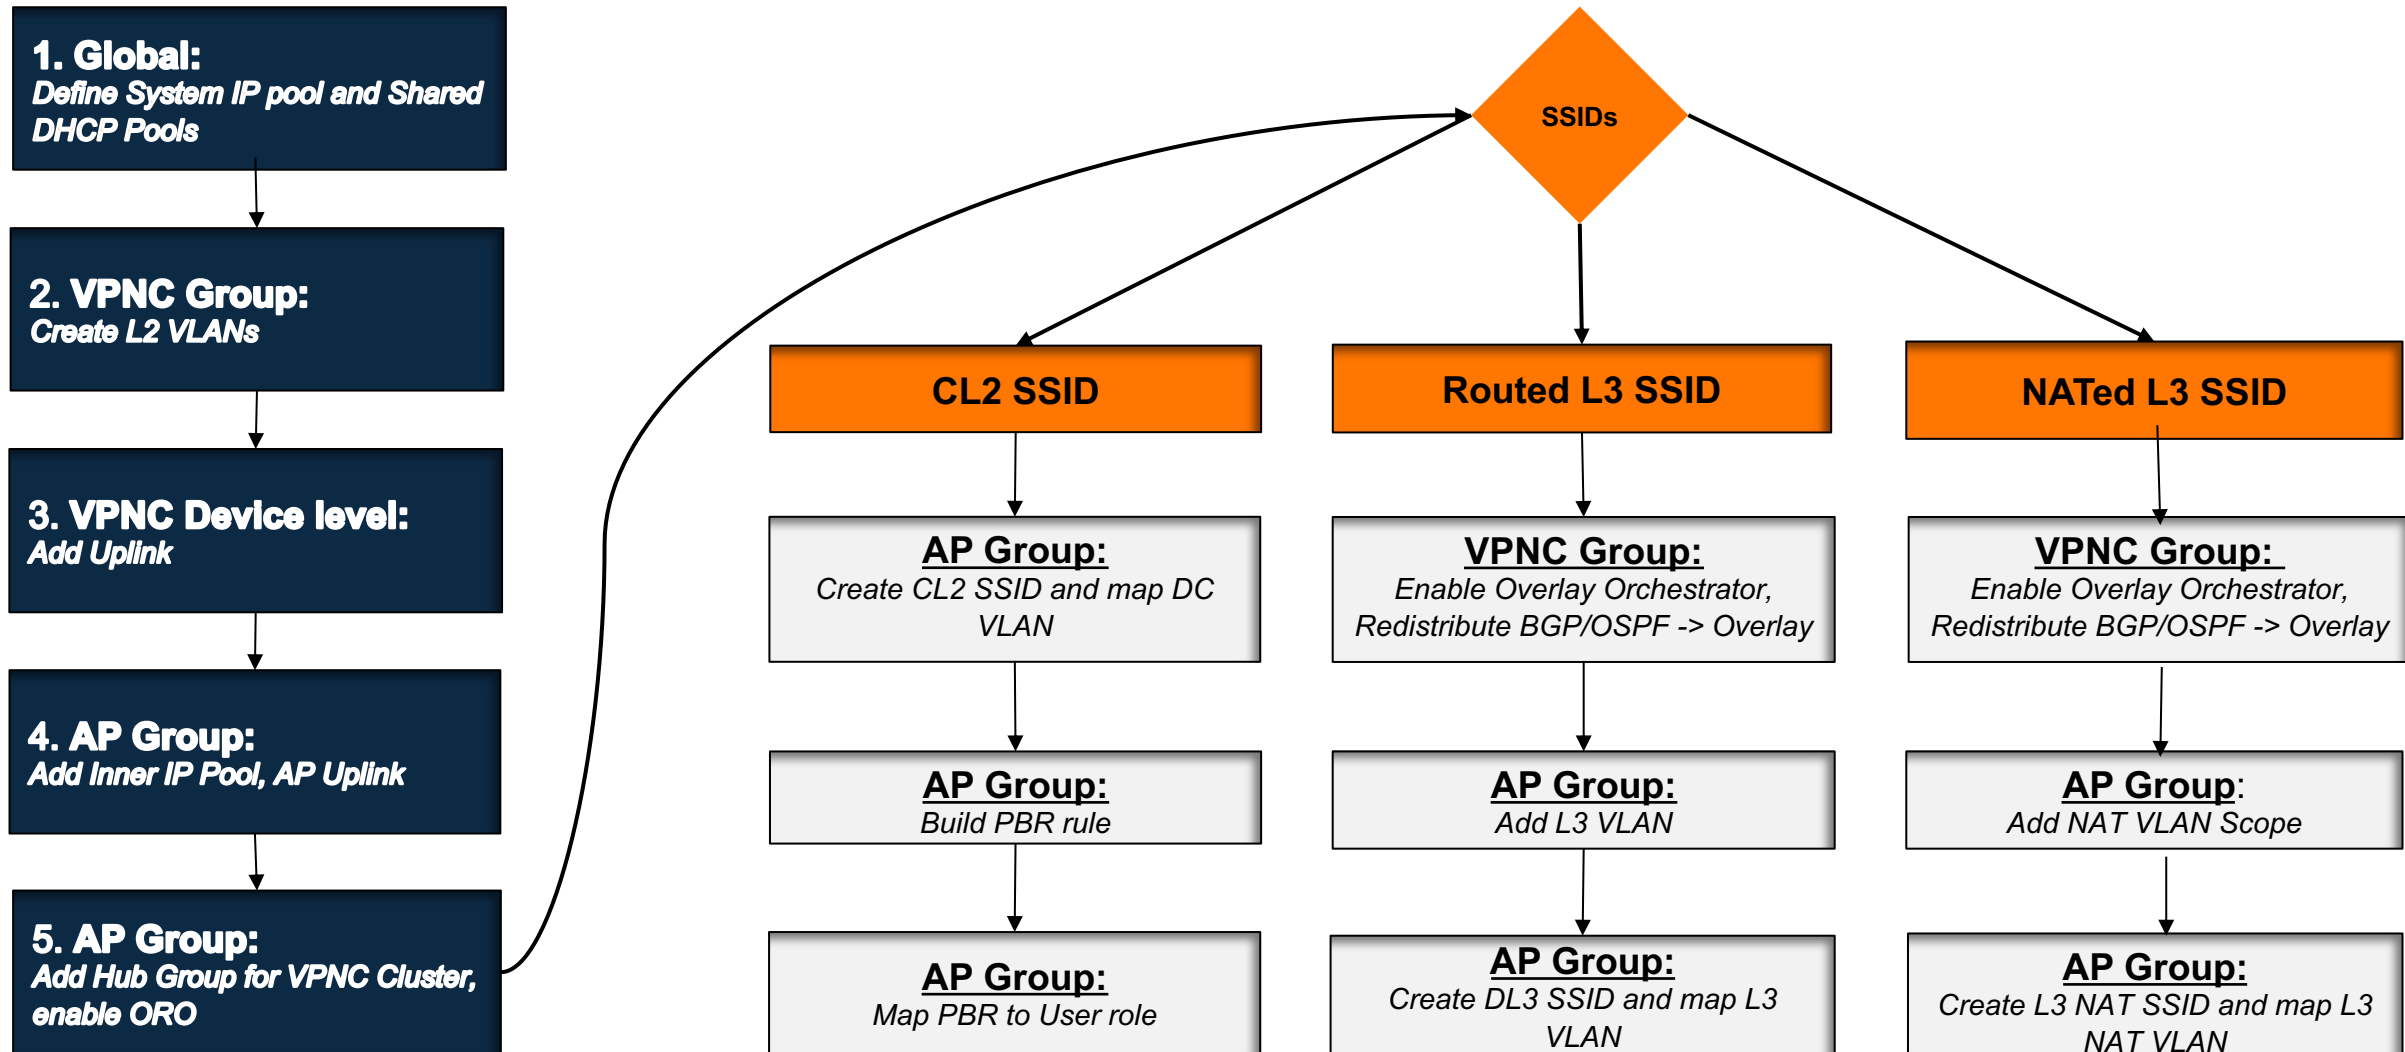 1. Global:
Define System IP pool and Shared
DHCP Pools
2. VPNC Group:
Create L2 VLANs
3. VPNC Device level:
Add Uplink
4. AP Group:
Add Inner IP Pool, AP Uplink
5. AP Group:
Add Hub Group for VPNC Cluster,
enable ORO
SSIDs
CL2 SSID
AP Group:
Create CL2 SSID and map DC
VLAN
AP Group:
Build PBR rule
AP Group:
Map PBR to User role
Routed L3 SSID
VPNC Group:
Enable Overlay Orchestrator,
Redistribute BGP/OSPF -> Overlay
AP Group:
Add L3 VLAN
AP Group:
Create DL3 SSID and map L3
VLAN
NATed L3 SSID
VPNC Group:
Enable Overlay Orchestrator,
Redistribute BGP/OSPF -> Overlay
AP Group:
Add NAT VLAN Scope
AP Group:
Create L3 NAT SSID and map L3
NAT VLAN